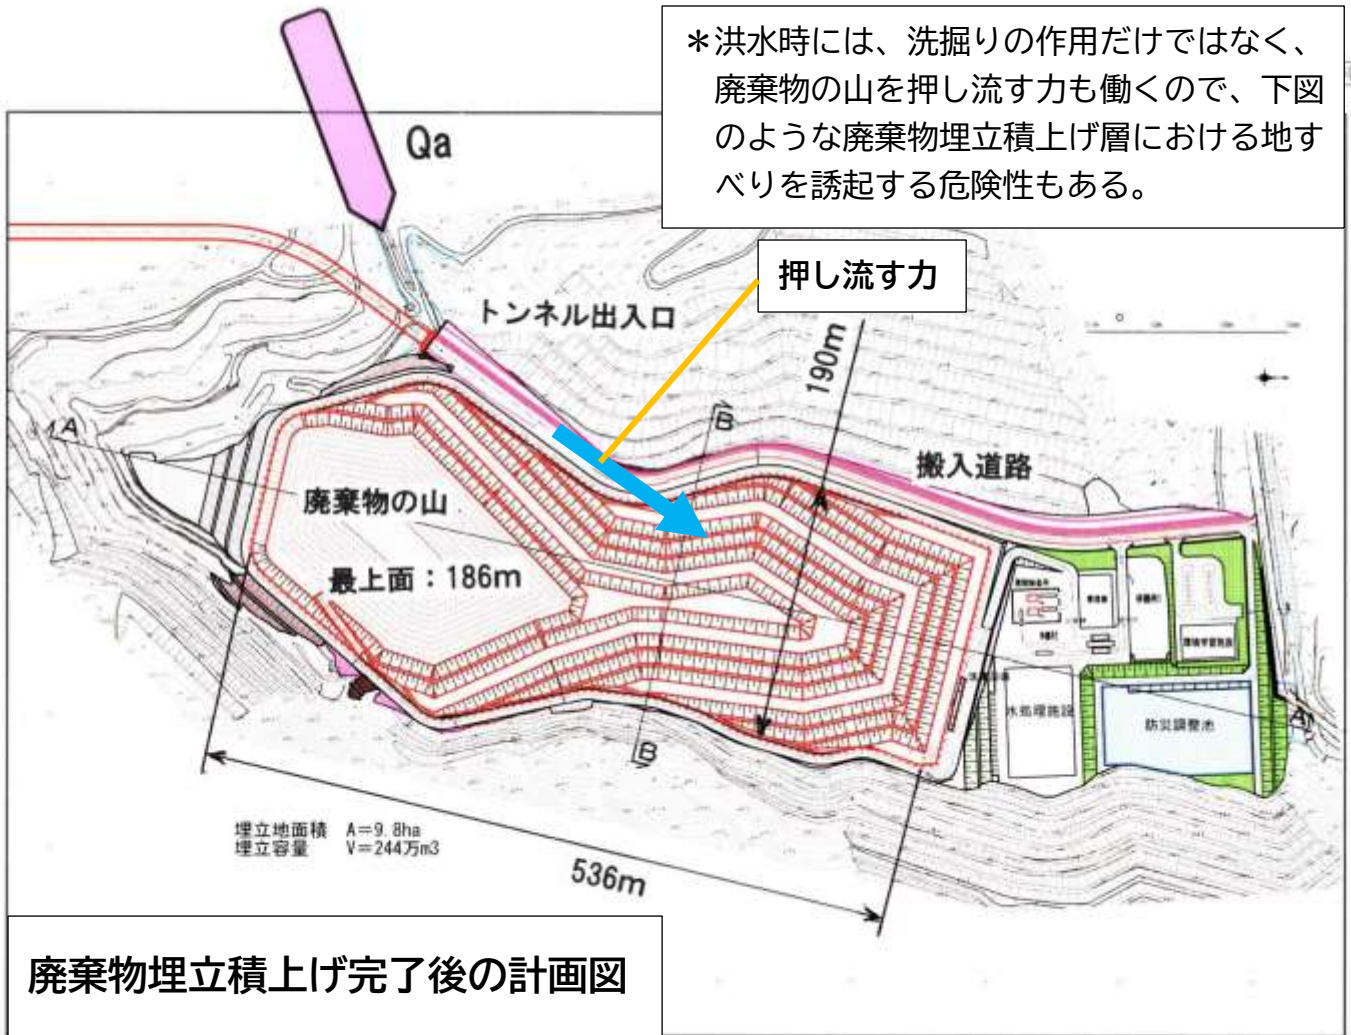 ＊洪水時には、洗掘りの作用だけではなく、
廃棄物の山を押し流す力も働くので、下図
のような廃棄物埋立積上げ層における地す
べりを誘起する危険性もある。
Qa
押し流す力
トンネル出入口
190m
B
搬入道路
A
廃棄物の山
最上面：186m
水処理施設
防災調整池
A
B
埋立地面積 A=9.8ha
埋立容量 V=244万m3
536m
廃棄物埋立積上げ完了後の計画図